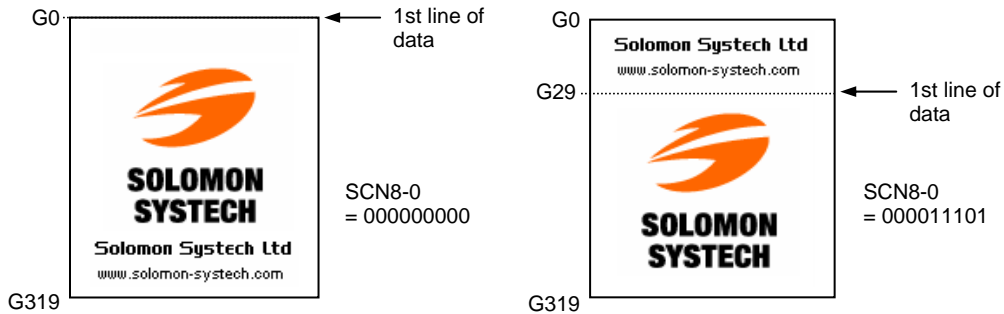 G0
1st line of
data
SOLOMON
SYSTECH
Solomon Systech Ltd
www.solomon-systech.com
SCN8-0
= 000000000
G319
G0
Solomon Systech Ltd
www.solomon-systech.com
G29
1st line of
data
SOLOMON
SYSTECH
SCN8-0
= 000011101
G319